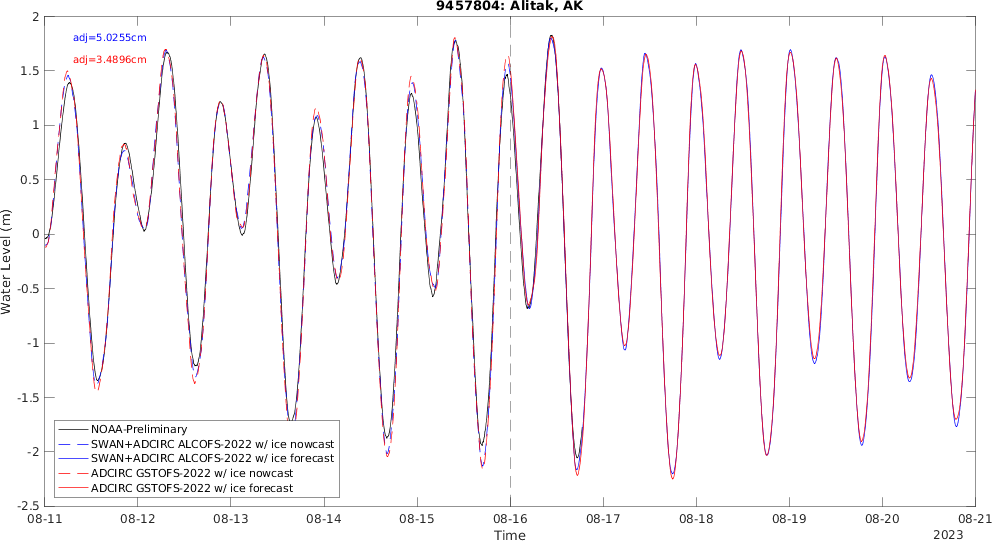 9457804: Alitak, AK
adj=5.0255cm
adj=3.4896cm
2
1.5
1
0.5
0
-0.5
-1
-1.5
-2
-2.5
Water Level (m)
NOAA-Preliminary
SWAN+ADCIRC ALCOFS-2022 w/ ice nowcast
SWAN+ADCIRC ALCOFS-2022 w/ ice forecast
ADCIRC GSTOFS-2022 w/ ice nowcast
ADCIRC GSTOFS-2022 w/ ice forecast
08-11 08-12 08-13 08-14 08-15 08-16 08-17 08-18 08-19 08-20 08-21
Time
2023